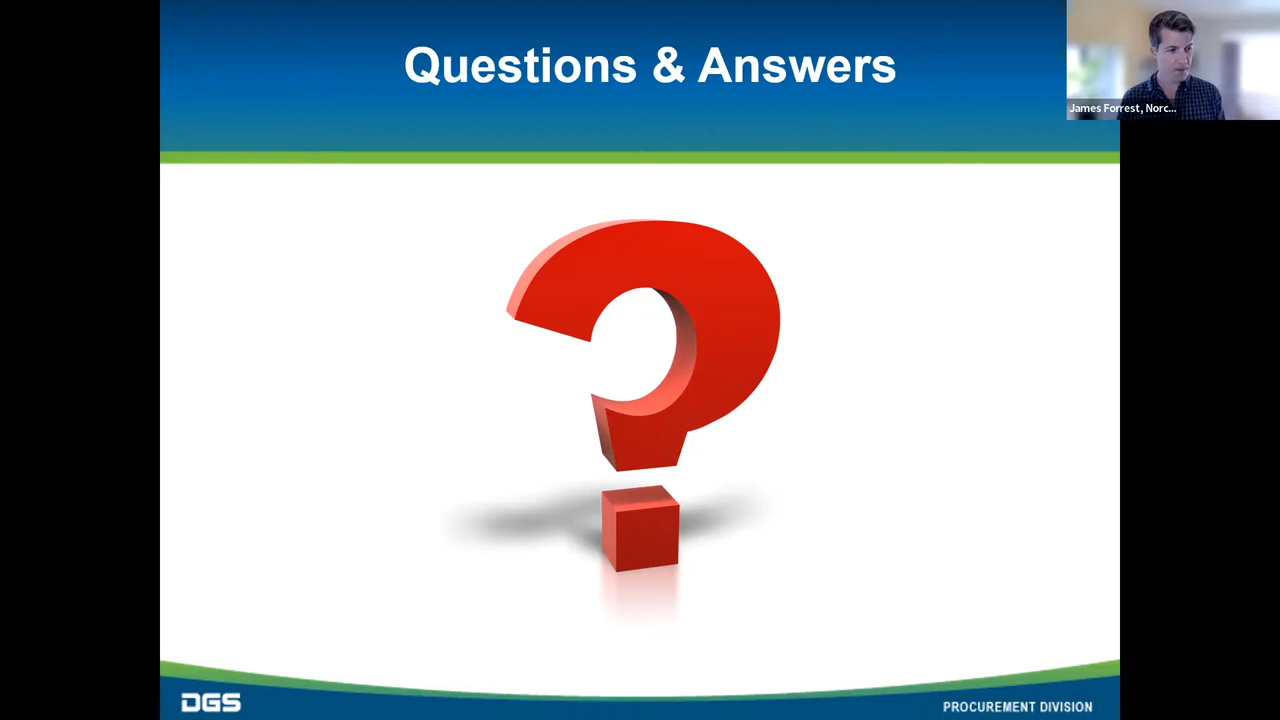 Questions & Answers
James Forrest, Norc...
DGS
PROCUREMENT DIVISION